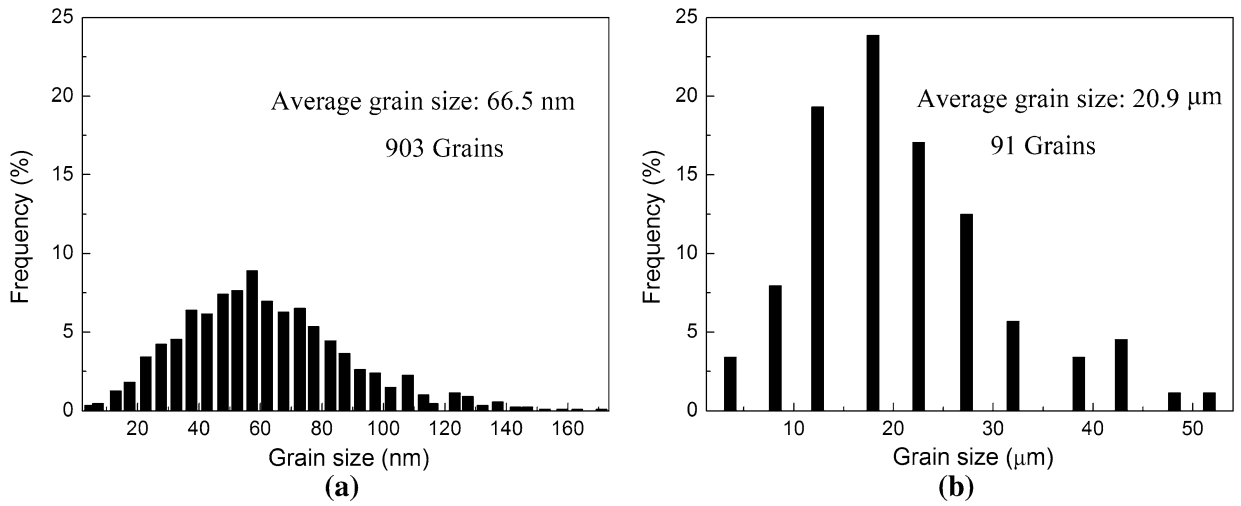 25
20
15
10
5
0
Frequency (%)
Average grain size: 66.5 nm
903 Grains
20 40 60 80 100 120 140 160
Grain size (nm)
(a)
25
20
15
10
5
0
Frequency (%)
Average grain size: 20.9 μm
91 Grains
10 20 30 40 50
Grain size (μm)
(b)